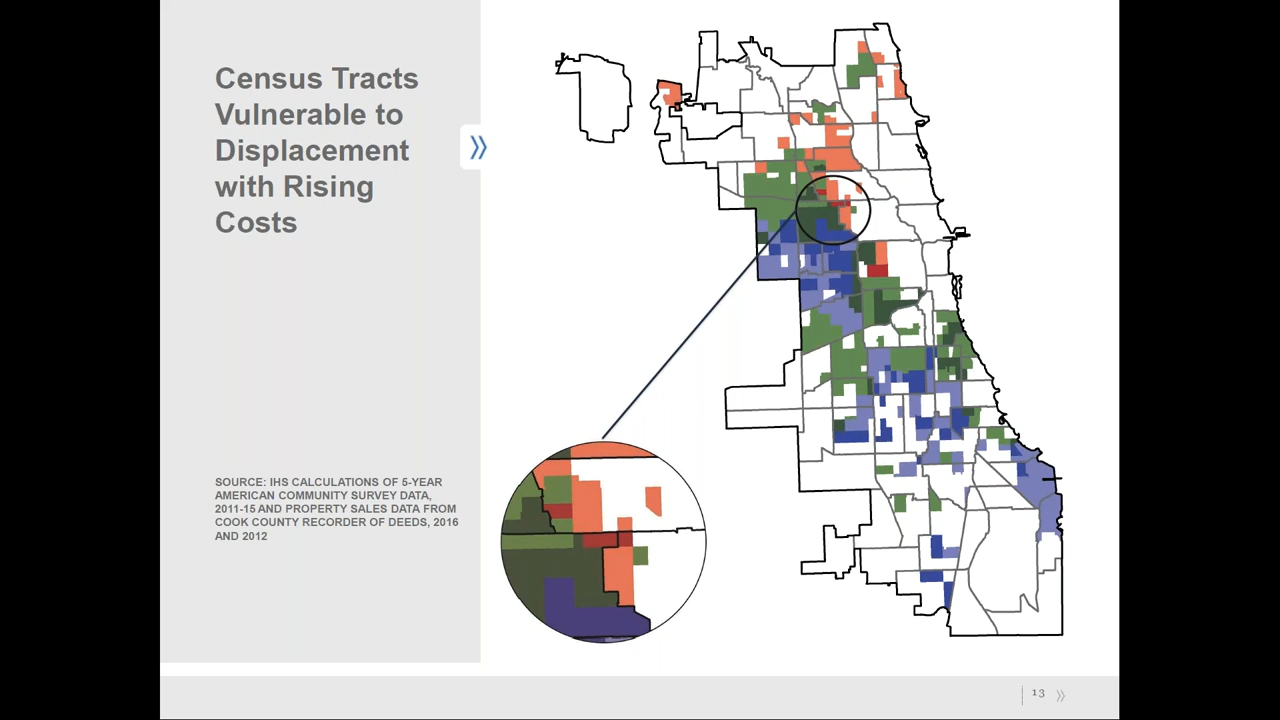 Census Tracts
Vulnerable to
Displacement
with Rising
Costs
SOURCE: IHS CALCULATIONS OF 5-YEAR
AMERICAN COMMUNITY SURVEY DATA,
2011-15 AND PROPERTY SALES DATA FROM
COOK COUNTY RECORDER OF DEEDS, 2016
AND 2012
13